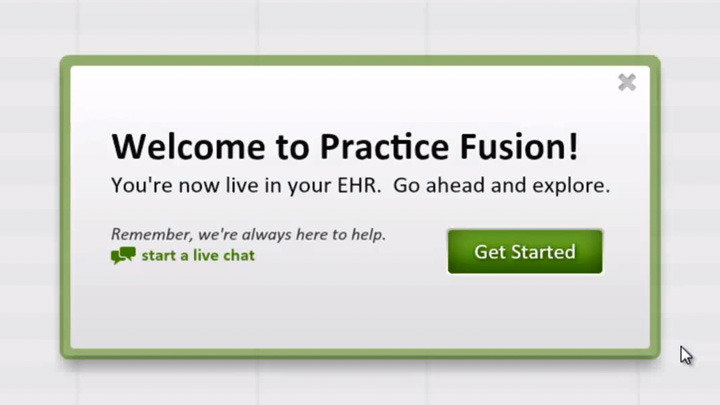 Welcome to Practice Fusion!
You're now live in your EHR. Go ahead and explore.
Remember, we're always here to help.
start a live chat
Get Started